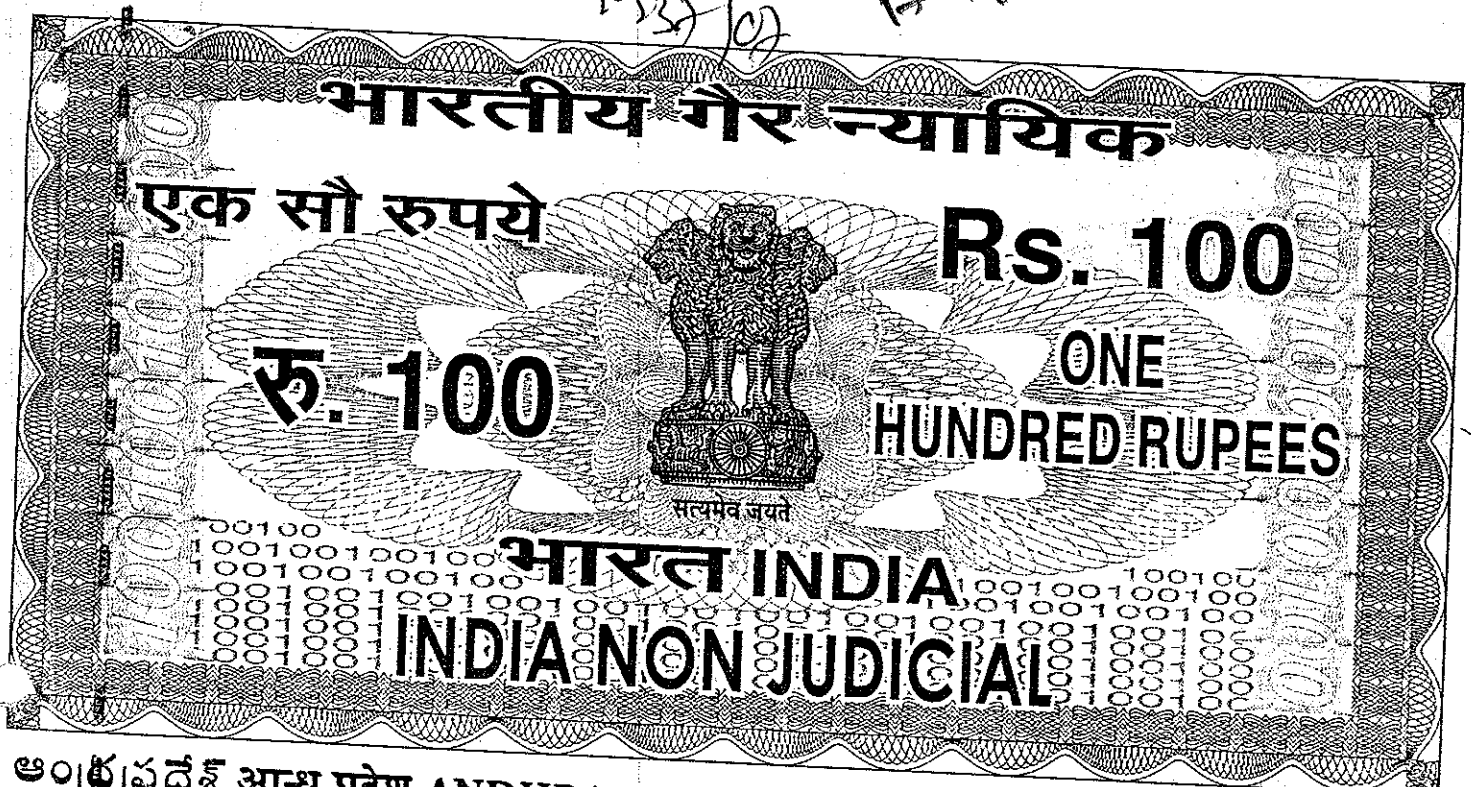 भारतीय गैर न्यायिक
एक सौ रुपये
Rs. 100
रु. 100
ONE
HUNDRED RUPEES
सत्यमेव जयते
भारत INDIA
INDIA NON JUDICIAL